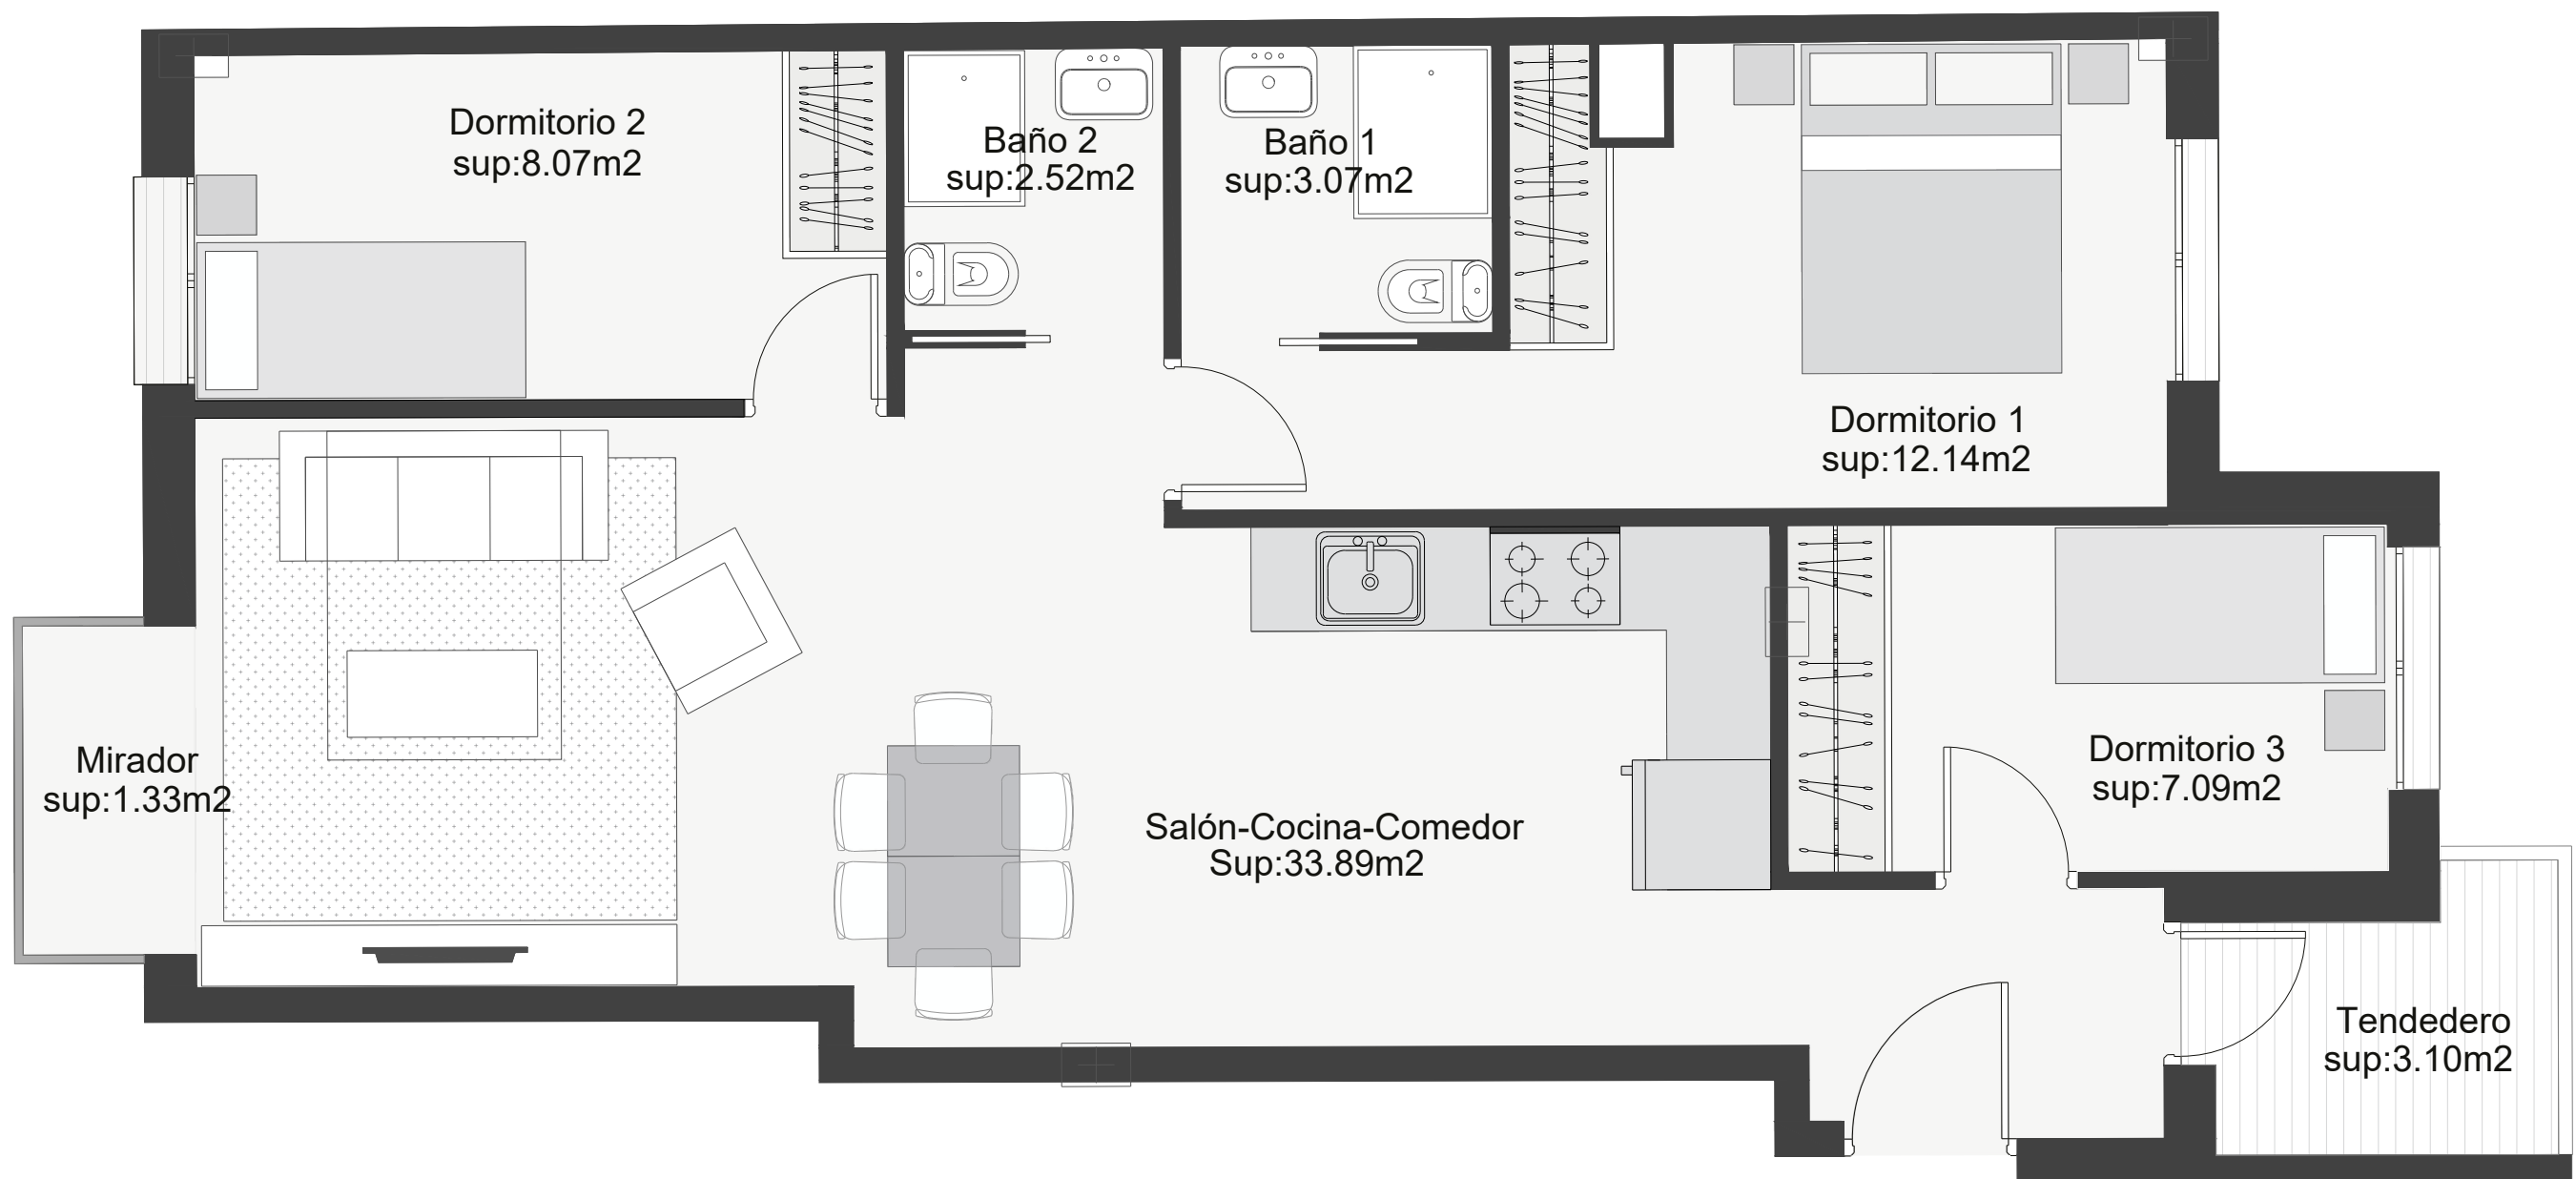 Dormitorio 2
sup:8.07m2
Baño 2
sup:2.52m2
Baño 1
sup:3.07m2
Dormitorio 1
sup:12.14m2
Mirador
sup:1.33m2
Salón-Cocina-Comedor
Sup:33.89m2
Dormitorio 3
sup:7.09m2
Tendedero
sup:3.10m2